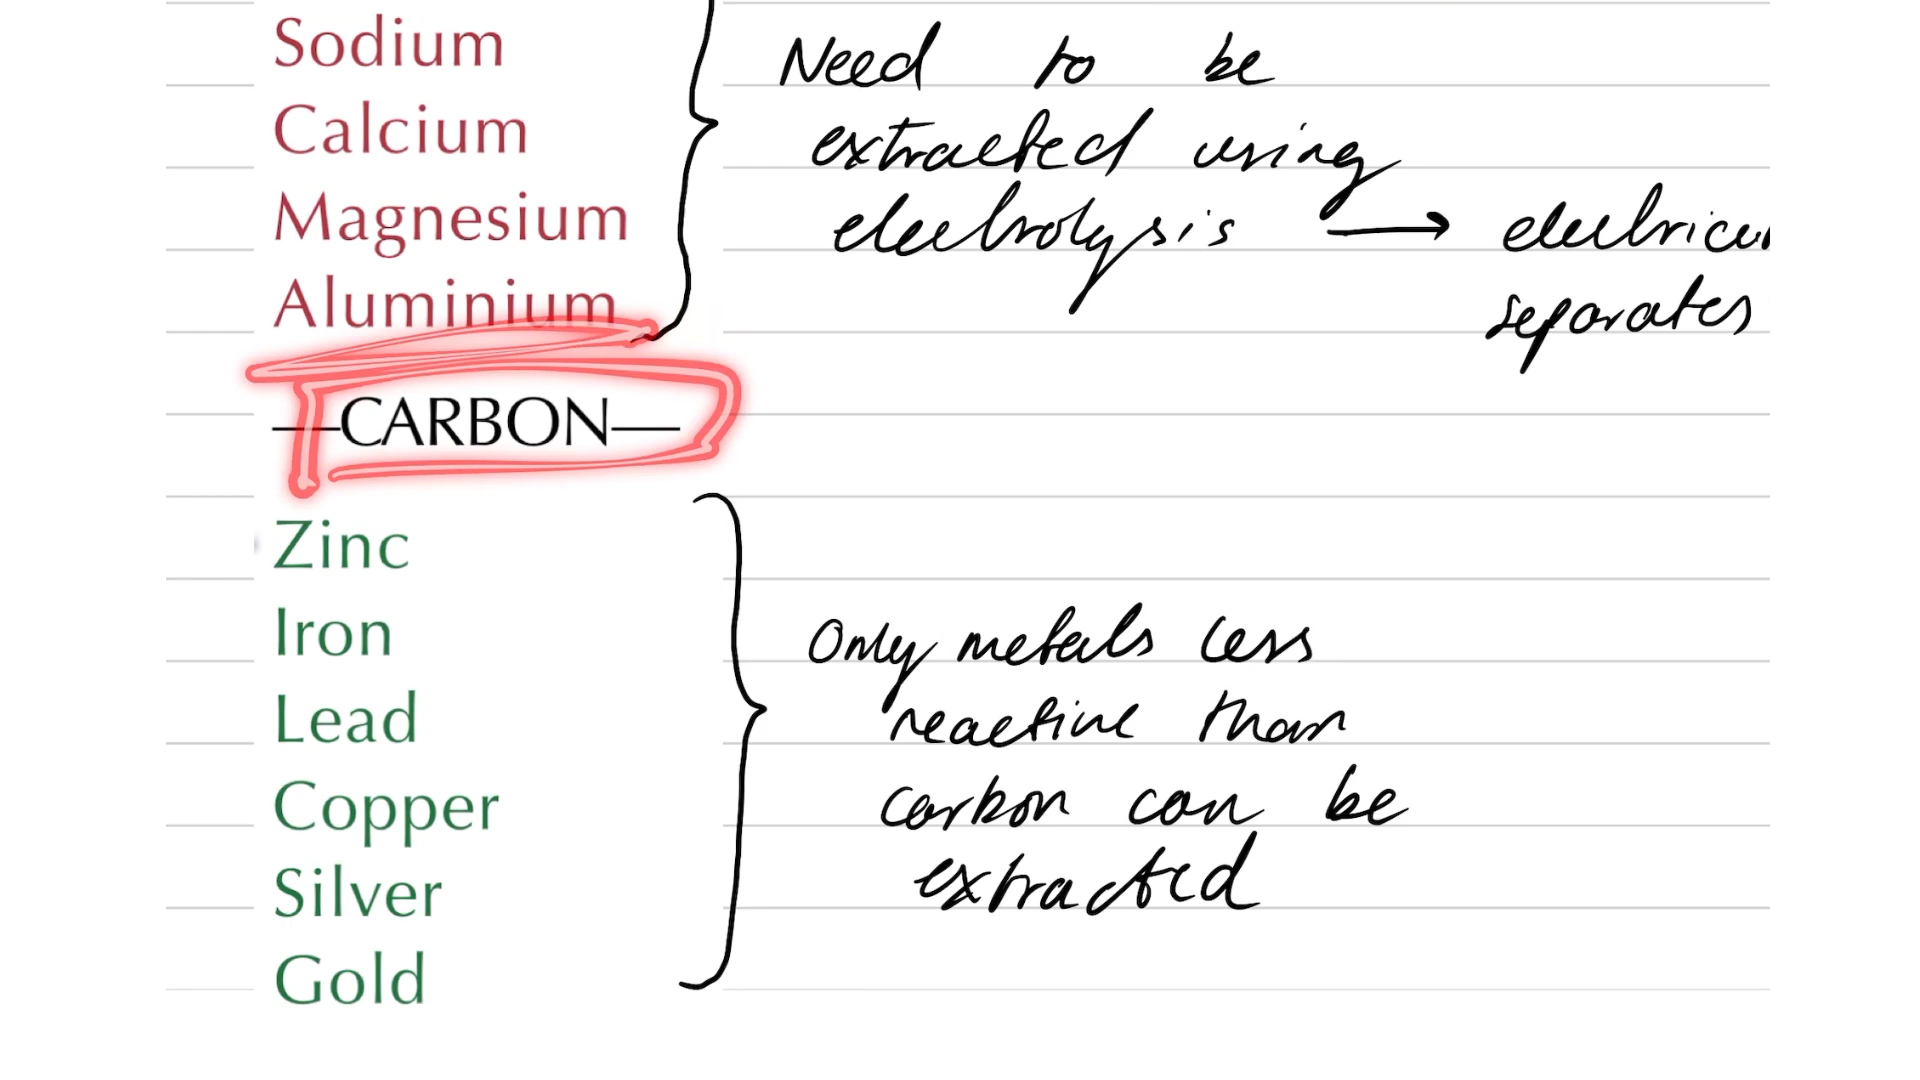 Sodium
Calcium
Magnesium
Aluminium
—CARBON—
Zinc
Iron
Lead
Copper
Silver
Gold
Need to be
extracted using
electrolysis →
separates
Only metals less
reactive than
carbon can be
extracted